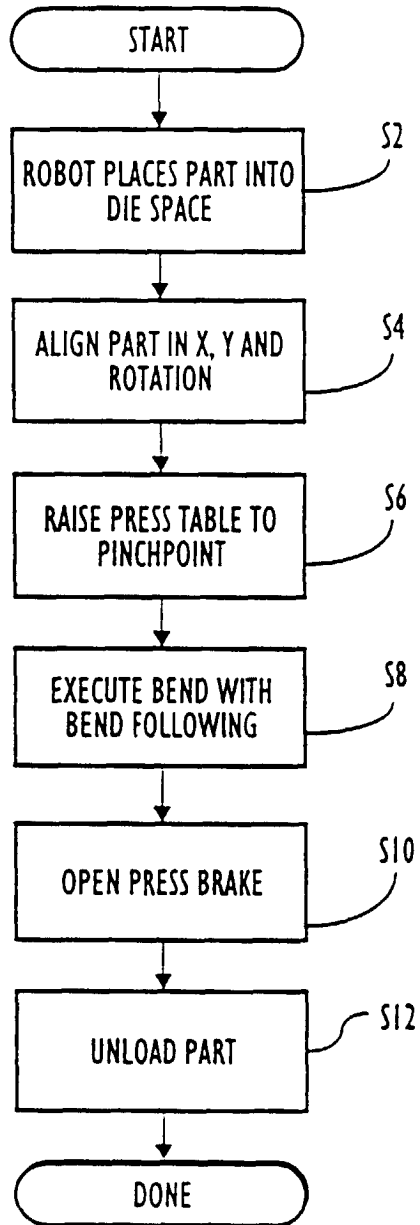 START
S2
ROBOT PLACES PART INTO
DIE SPACE
S4
ALIGN PART IN X, Y AND
ROTATION
S6
RAISE PRESS TABLE TO
PINCHPOINT
S8
EXECUTE BEND WITH
BEND FOLLOWING
S10
OPEN PRESS BRAKE
S12
UNLOAD PART
DONE